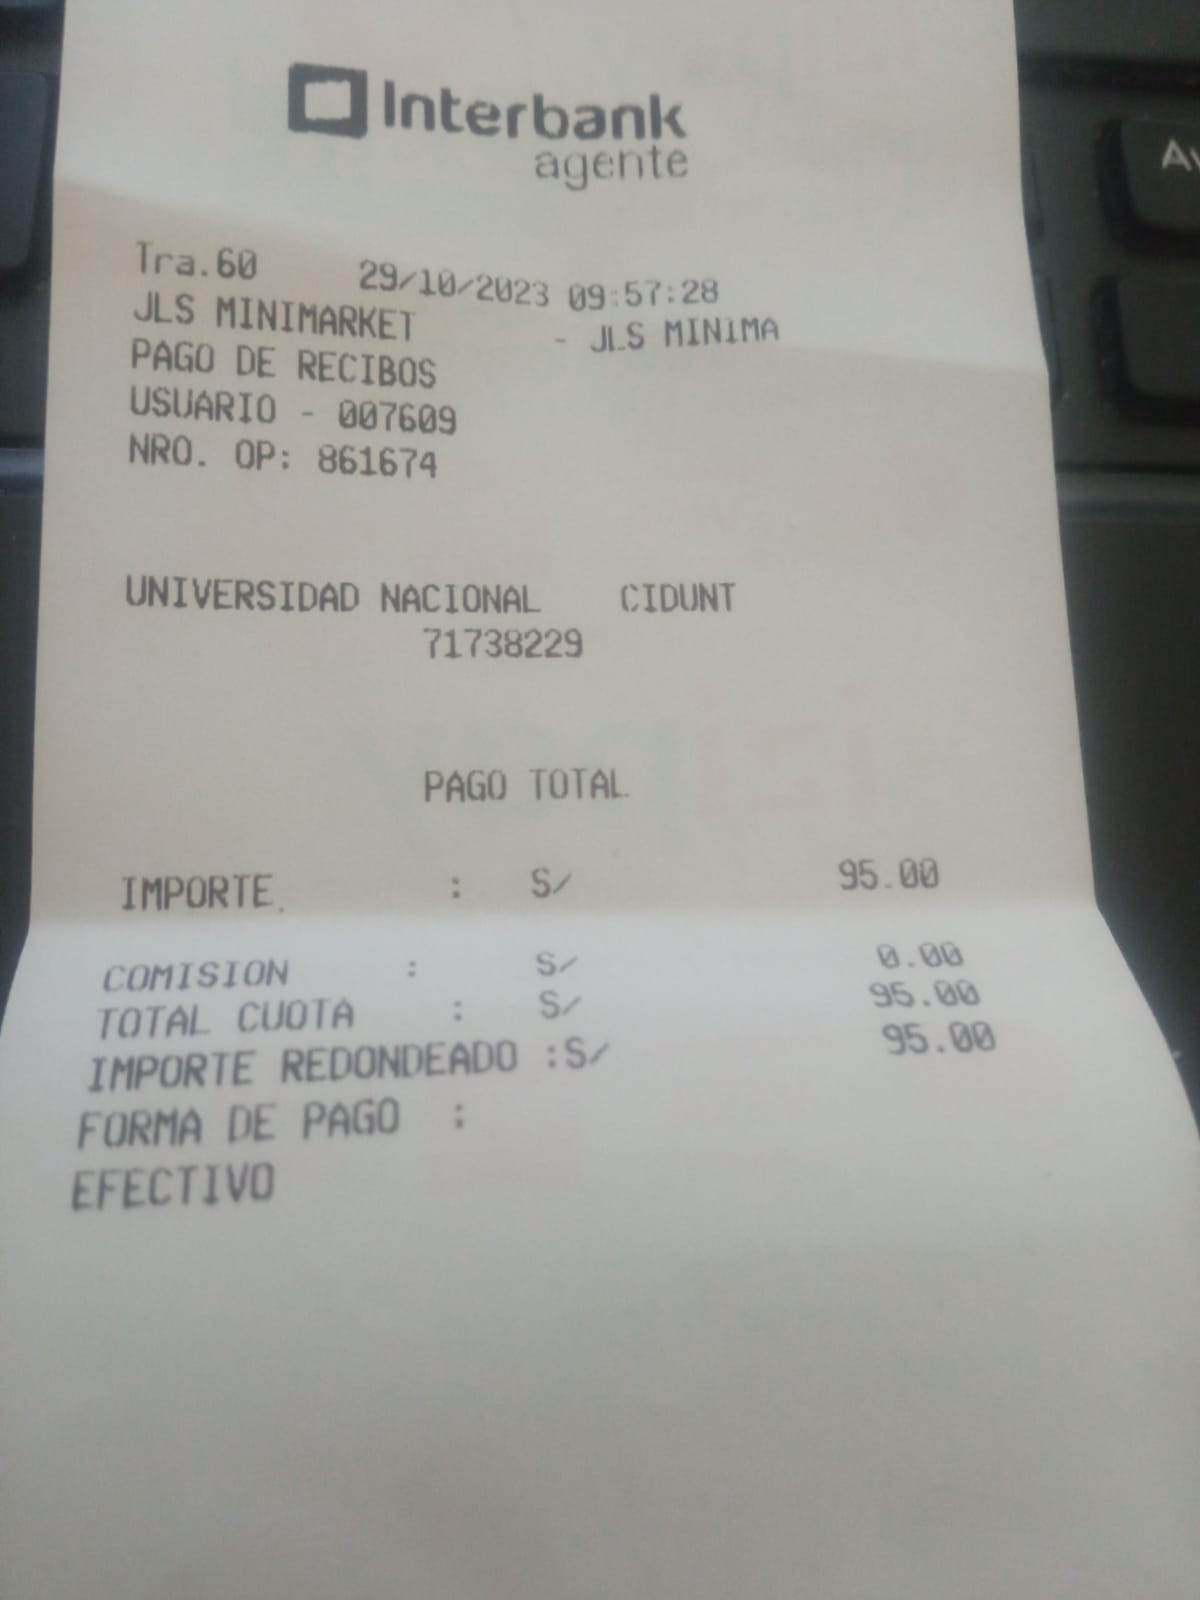 Interbank
agente
Tra.60 29/10/2023 09:57:28
JLS MINIMARKET - JLS MINIMA
PAGO DE RECIBOS
USUARIO - 007609
NRO. OP: 861674
UNIVERSIDAD NACIONAL CIDUNT
71738229
PAGO TOTAL
IMPORTE. : S/ 95.00
COMISION : S/ 0.00
TOTAL CUOTA : S/ 95.00
IMPORTE REDONDEADO :S/ 95.00
FORMA DE PAGO :
EFECTIVO